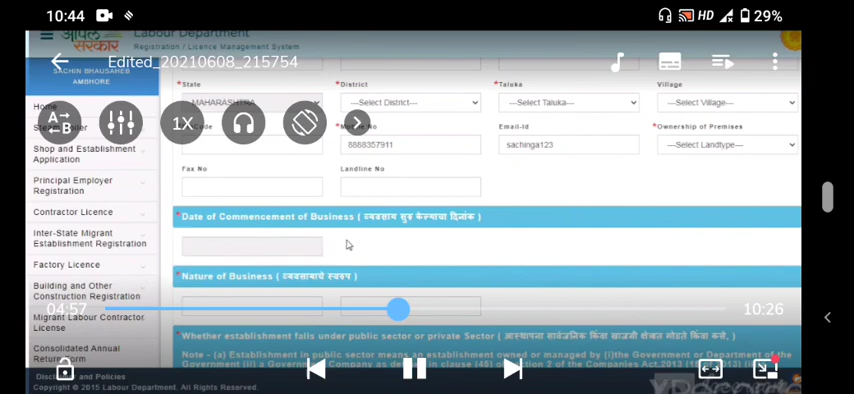 10:44 HD 29%
आपले सरकार
Labour Department
Registration / Licence Management System
Edited_20210608_215754
SACHIN BHAUSAHEB
AMBHORE
*State *District *Taluka Village
MAHARASHTRA ---Select District--- ---Select Taluka--- ---Select Village---
Home
A B 1X
Mobile No Email-Id *Ownership of Premises
8888357911 sachinga123 ---Select Landtype---
Shop and Establishment
Application
Fax No Landline No
Principal Employer
Registration
Contractor Licence
*Date of Commencement of Business ( व्यवसाय सुरु केल्याचा दिनांक )
Inter-State Migrant
Establishment Registration
Factory Licence
*Nature of Business ( व्यवसायाचे स्वरुप )
Building and Other
Construction Registration
04:57 10:26
Migrant Labour Contractor
License
*Whether establishment falls under public sector or private Sector ( आस्थापना सार्वजनिक किंवा खाजगी क्षेत्रात मोडते किंवा कसे, )
Consolidated Annual
Return Form
Note - (a) Establishment in public sector means an establishment owned or managed by (i)the Government or Department of the
Government (ii) a Government Company as defined in clause (45) of section 2 of the Companies Act,2013
and Policies
Copyright © 2015 Labour Department. All Rights Reserved.